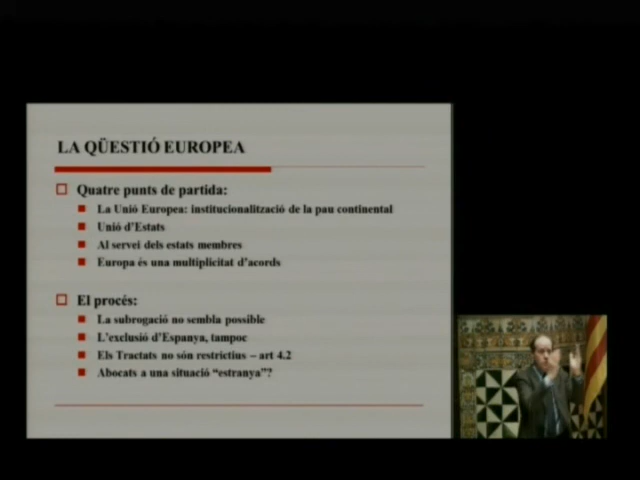 LA QÜESTIÓ EUROPEA
Quatre punts de partida:
La Unió Europea: institucionalització de la pau continental
Unió d'Estats
Al servei dels estats membres
Europa és una multiplicitat d'acords
El procés:
La subrogació no sembla possible
L'exclusió d'Espanya, tampoc
Els Tractats no són restrictius – art 4.2
Abocats a una situació “estranya”?